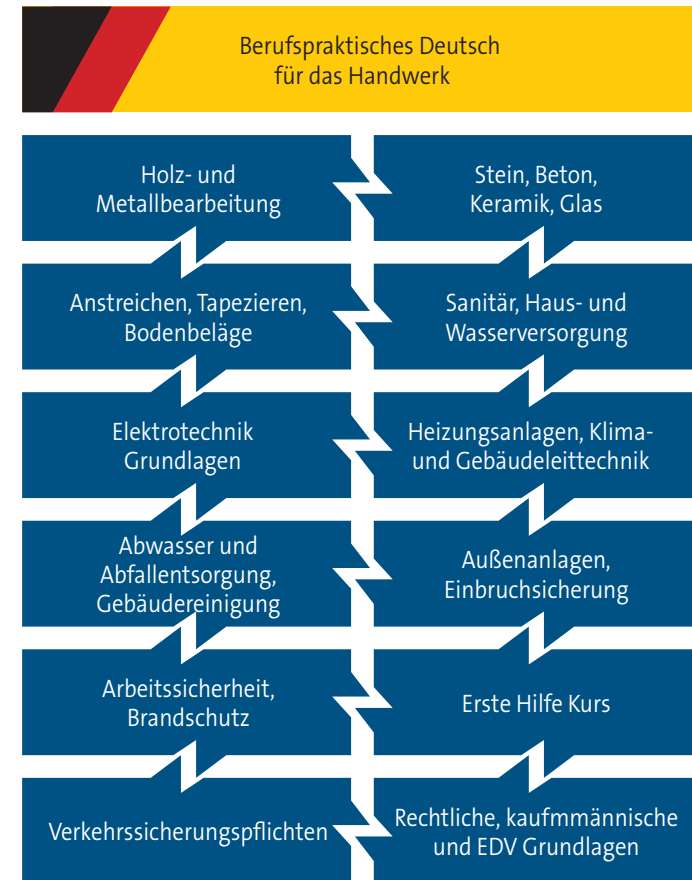 Berufspraktisches Deutsch
für das Handwerk
Holz- und
Metallbearbeitung
Stein, Beton,
Keramik, Glas
Anstreichen, Tapezieren,
Bodenbeläge
Sanitär, Haus- und
Wasserversorgung
Elektrotechnik
Grundlagen
Heizungsanlagen, Klima-
und Gebäudeleittechnik
Abwasser und
Abfallentsorgung,
Gebäudereinigung
Außenanlagen,
Einbruchsicherung
Arbeitssicherheit,
Brandschutz
Erste Hilfe Kurs
Verkehrssicherungspflichten
Rechtliche, kaufmmännische
und EDV Grundlagen